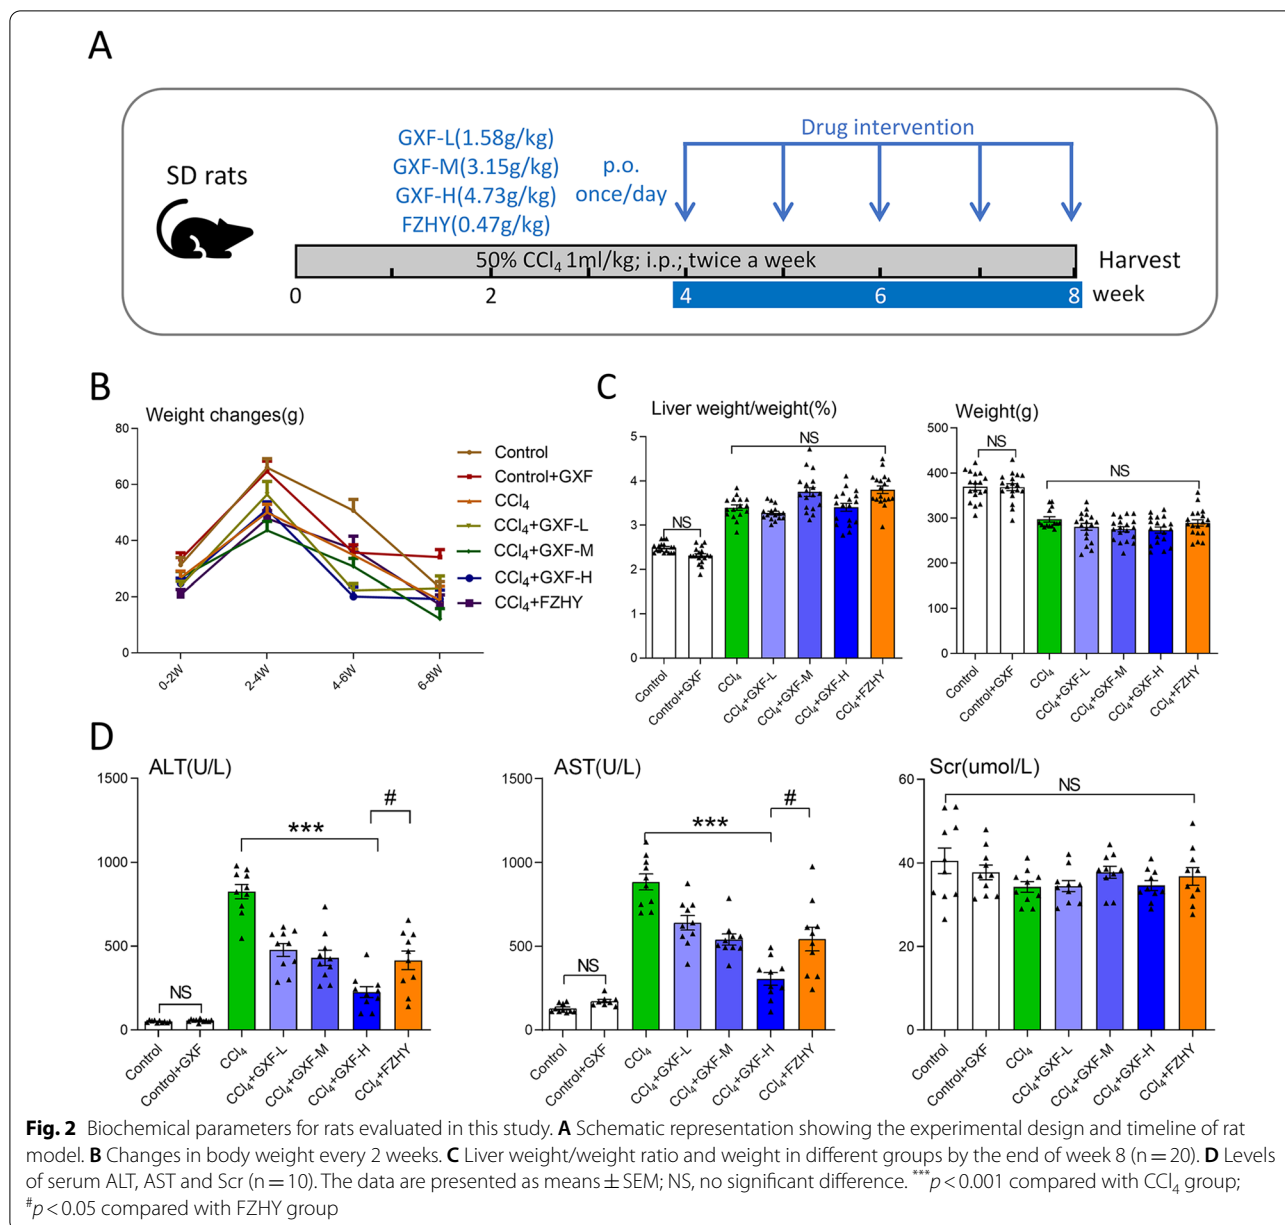 A
SD rats
GXF-L(1.58g/kg)
GXF-M(3.15g/kg)
GXF-H(4.73g/kg)
FZHY(0.47g/kg)
p.o.
once/day
Drug intervention
50% CCl₄ 1ml/kg; i.p.; twice a week
Harvest
0 2 4 6 8 week
B
Weight changes(g)
80
60
40
20
0
0-2W 2-4W 4-6W 6-8W
Control
Control+GXF
CCl₄
CCl₄+GXF-L
CCl₄+GXF-M
CCl₄+GXF-H
CCl₄+FZHY
C
Liver weight/weight(%)
5
4
3
2
1
0
NS
NS
Control Control+GXF CCl₄ CCl₄+GXF-L CCl₄+GXF-M CCl₄+GXF-H CCl₄+FZHY
Weight(g)
500
400
300
200
100
0
NS
NS
Control Control+GXF CCl₄ CCl₄+GXF-L CCl₄+GXF-M CCl₄+GXF-H CCl₄+FZHY
D
ALT(U/L)
1500
1000
500
0
NS
***
#
Control Control+GXF CCl₄ CCl₄+GXF-L CCl₄+GXF-M CCl₄+GXF-H CCl₄+FZHY
AST(U/L)
1500
1000
500
0
NS
***
#
Control Control+GXF CCl₄ CCl₄+GXF-L CCl₄+GXF-M CCl₄+GXF-H CCl₄+FZHY
Scr(umol/L)
60
40
20
0
NS
Control Control+GXF CCl₄ CCl₄+GXF-L CCl₄+GXF-M CCl₄+GXF-H CCl₄+FZHY
Fig. 2 Biochemical parameters for rats evaluated in this study. A Schematic representation showing the experimental design and timeline of rat
model. B Changes in body weight every 2 weeks. C Liver weight/weight ratio and weight in different groups by the end of week 8 (n = 20). D Levels
of serum ALT, AST and Scr (n = 10). The data are presented as means ± SEM; NS, no significant difference. ***p < 0.001 compared with CCl₄ group;
#p < 0.05 compared with FZHY group